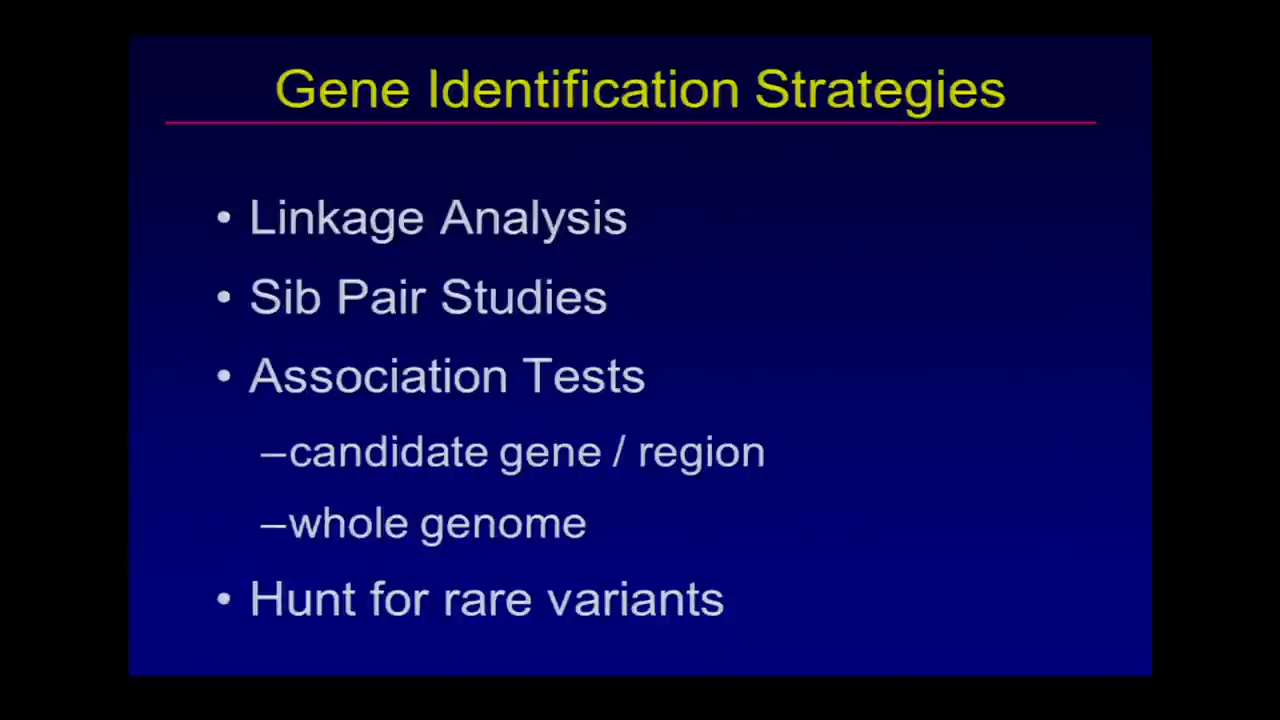 Gene Identification Strategies
• Linkage Analysis
• Sib Pair Studies
• Association Tests
–candidate gene / region
–whole genome
• Hunt for rare variants